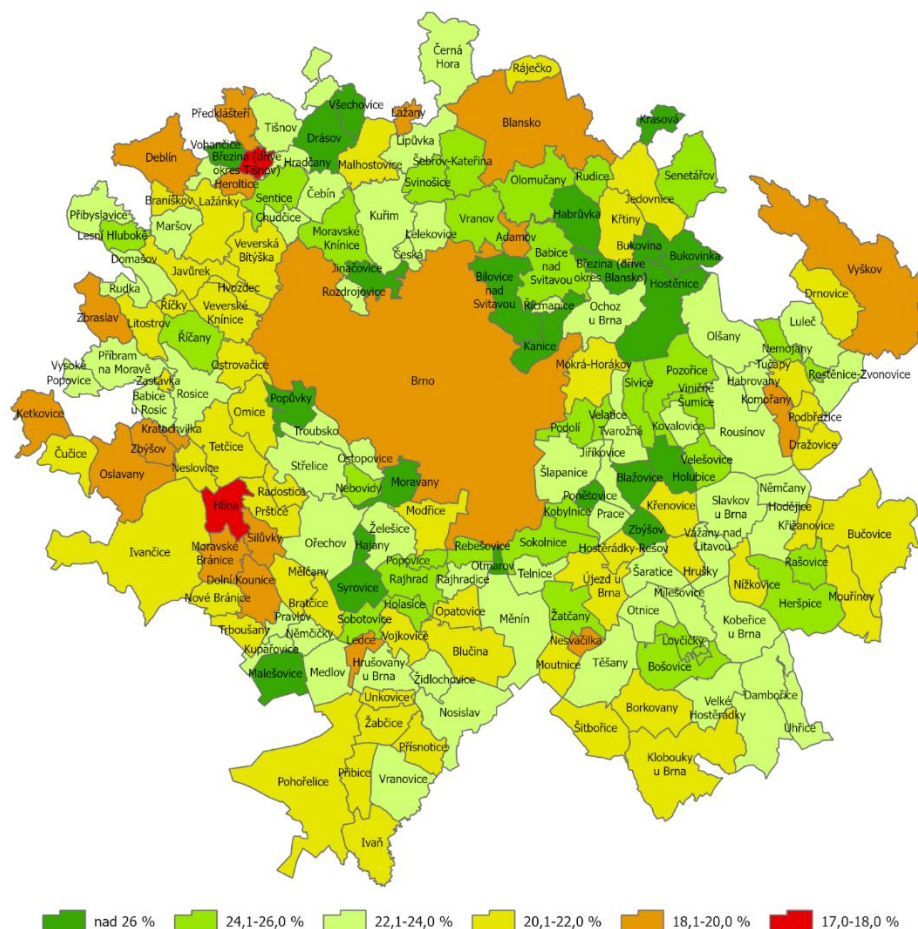 Černá
Hora
Ráječko
Všechovice
Předklášteří
Lažany
Tišnov
Krasová
Blansko
Vohančice
Drásov
Lipůvka
Deblín
Březina (dříve
okres Tišnov)
Hradčany
Malhostovice
Šebrov-Kateřina
Rudice
Senetářov
Heroltice
Olomučany
Svinošice
Sentice
Čebín
Jedovnice
Braníškov
Lažánky
Habrůvka
Přibyslavice
Chudčice
Kuřim
Vranov
Křtiny
Maršov
Lesní Hluboké
Moravské
Knínice
Lelekovice
Adamov
Veverská
Bítýška
Česká
Babice
nad
Svitavou
Bukovina
Bukovinka
Domašov
Javůrek
Jinačovice
Bílovice
nad
Svitavou
Březina (dříve
okres Blansko)
Vyškov
Rudka
Hvozdec
Rozdrojovice
Hostěnice
Drnovice
Zbraslav
Říčky
Veverské
Knínice
Řícmanice
Ochoz
u Brna
Litostrov
Luleč
Říčany
Kanice
Olšany
Nemojany
Příbram
na Moravě
Ostrovačice
Mokrá-Horákov
Tučapy
Vysoké
Popovice
Zastávka
Pozořice
Rostěnice-Zvonovice
Babice
u Rosic
Rosice
Brno
Sivice
Viničné
Šumice
Habrovany
Komořany
Popůvky
Ketkovice
Kratochvilka
Omice
Velatice
Podbřežice
Troubsko
Podolí
Tvarožná
Kovalovice
Rousínov
Zbýšov
Tetčice
Dražovice
Čučice
Ostopovice
Jiříkovice
Velešovice
Oslavany
Neslovice
Střelice
Šlapanice
Blažovice
Holubice
Radostice
Nebovidy
Moravany
Ponětovice
Slavkov
u Brna
Němčany
Hlína
Prštice
Modřice
Kobylnice
Prace
Křenovice
Hodějice
Želešice
Zbýšov
Křižanovice
Silůvky
Ořechov
Vážany nad
Litavou
Bučovice
Ivančice
Moravské
Bránice
Hajany
Rebešovice
Sokolnice
Hostěrádky-Rešov
Rašovice
Popovice
Otmarov
Dolní Kounice
Mělčany
Rajhrad
Rajhradice
Telnice
Újezd u
Brna
Šaratice
Hrušky
Nížkovice
Mouřínov
Nové Bránice
Syrovice
Milešovice
Heršpice
Bratčice
Holasice
Opatovice
Pravlov
Sobotovice
Měnín
Žatčany
Otnice
Kobeřice
u Brna
Trboušany
Němčičky
Ledce
Vojkovice
Nesvačilka
Lovčičky
Kupařovice
Blučina
Malešovice
Medlov
Hrušovany
u Brna
Židlochovice
Moutnice
Těšany
Bošovice
Unkovice
Nosislav
Borkovany
Velké
Hostěrádky
Dambořice
Žabčice
Šitbořice
Uhřice
Přísnotice
Klobouky
u Brna
Pohořelice
Přibice
Vranovice
Ivaň
nad 26 %
24,1-26,0 %
22,1-24,0 %
20,1-22,0 %
18,1-20,0 %
17,0-18,0 %